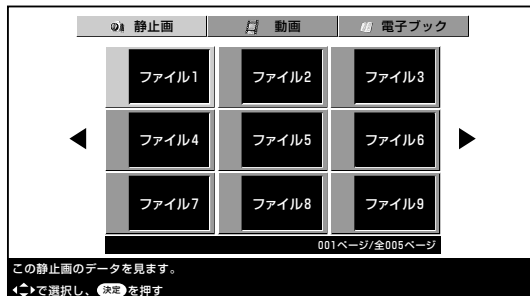 静止画 動画 電子ブック
ファイル1 ファイル2 ファイル3
ファイル4 ファイル5 ファイル6
ファイル7 ファイル8 ファイル9
001ページ/全005ページ
この静止画のデータを見ます。
で選択し、決定を押す